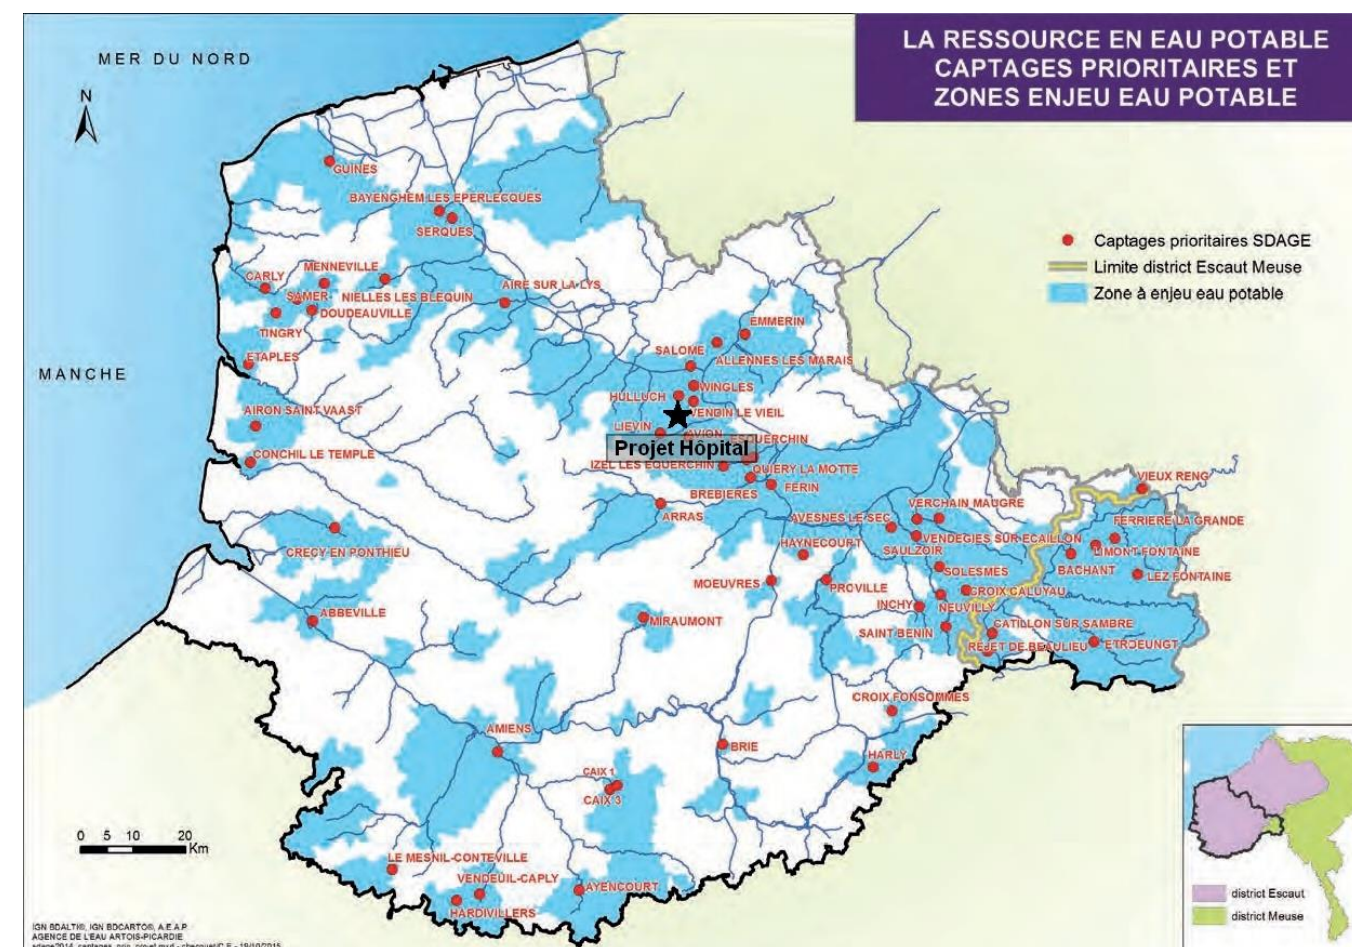 LA RESSOURCE EN EAU POTABLE
CAPTAGES PRIORITAIRES ET
ZONES ENJEU EAU POTABLE
MER DU NORD
N
MANCHE
Captages prioritaires SDAGE
Limite district Escaut Meuse
Zone à enjeu eau potable
GUINES
BAYENGHEM LES EPERLECQUES
SERQUES
CARLY
MENNEVILLE
SAMER
NIELLES LES BLEQUIN
AIRE SUR LA LYS
DOUDEAUVILLE
TINGRY
ETAPLES
EMMERIN
SALOME
ALLENNES LES MARAIS
WINGLES
HULLUCH
VENDIN LE VIEIL
AIRON SAINT VAAST
LIEVIN
AVION
ESQUERCHIN
Projet Hôpital
CONCHIL LE TEMPLE
IZEL LES EQUERCHIN
QUIERY LA MOTTE
BREBIERES
FERIN
VIEUX RENG
ARRAS
AVESNES LE SEC
VERCHAIN MAUGRE
FERRIERE LA GRANDE
CRECY EN PONTHIEU
HAYNECOURT
SAULZOIR
VENDEGIES SUR ECAILLON
LIMONT FONTAINE
BACHANT
LEZ FONTAINE
SOLESMES
MOEUVRES
PROVILLE
CROIX CALUYAU
INCHY
NEUVILLY
ABBEVILLE
MIRAUMONT
SAINT BENIN
CATILLON SUR SAMBRE
REJET DE BEAULIEU
ETROEUNGT
CROIX FONSOMMES
AMIENS
BRIE
HARLY
CAIX 1
CAIX 3
0 5 10 20
Km
LE MESNIL-CONTEVILLE
VENDEUIL-CAPLY
AYENCOURT
HARDIVILLERS
district Escaut
district Meuse
IGN BDALTI®, IGN BDCARTO®, A.E.A.P.
AGENCE DE L'EAU ARTOIS-PICARDIE